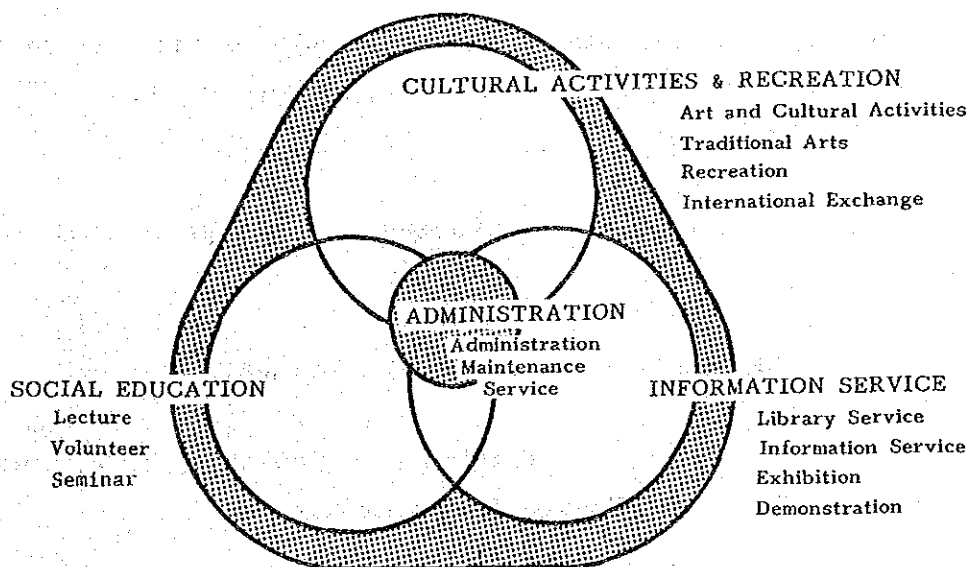 CULTURAL ACTIVITIES & RECREATION
Art and Cultural Activities
Traditional Arts
Recreation
International Exchange
ADMINISTRATION
Administration
Maintenance
Service
SOCIAL EDUCATION
Lecture
Volunteer
Seminar
INFORMATION SERVICE
Library Service
Information Service
Exhibition
Demonstration